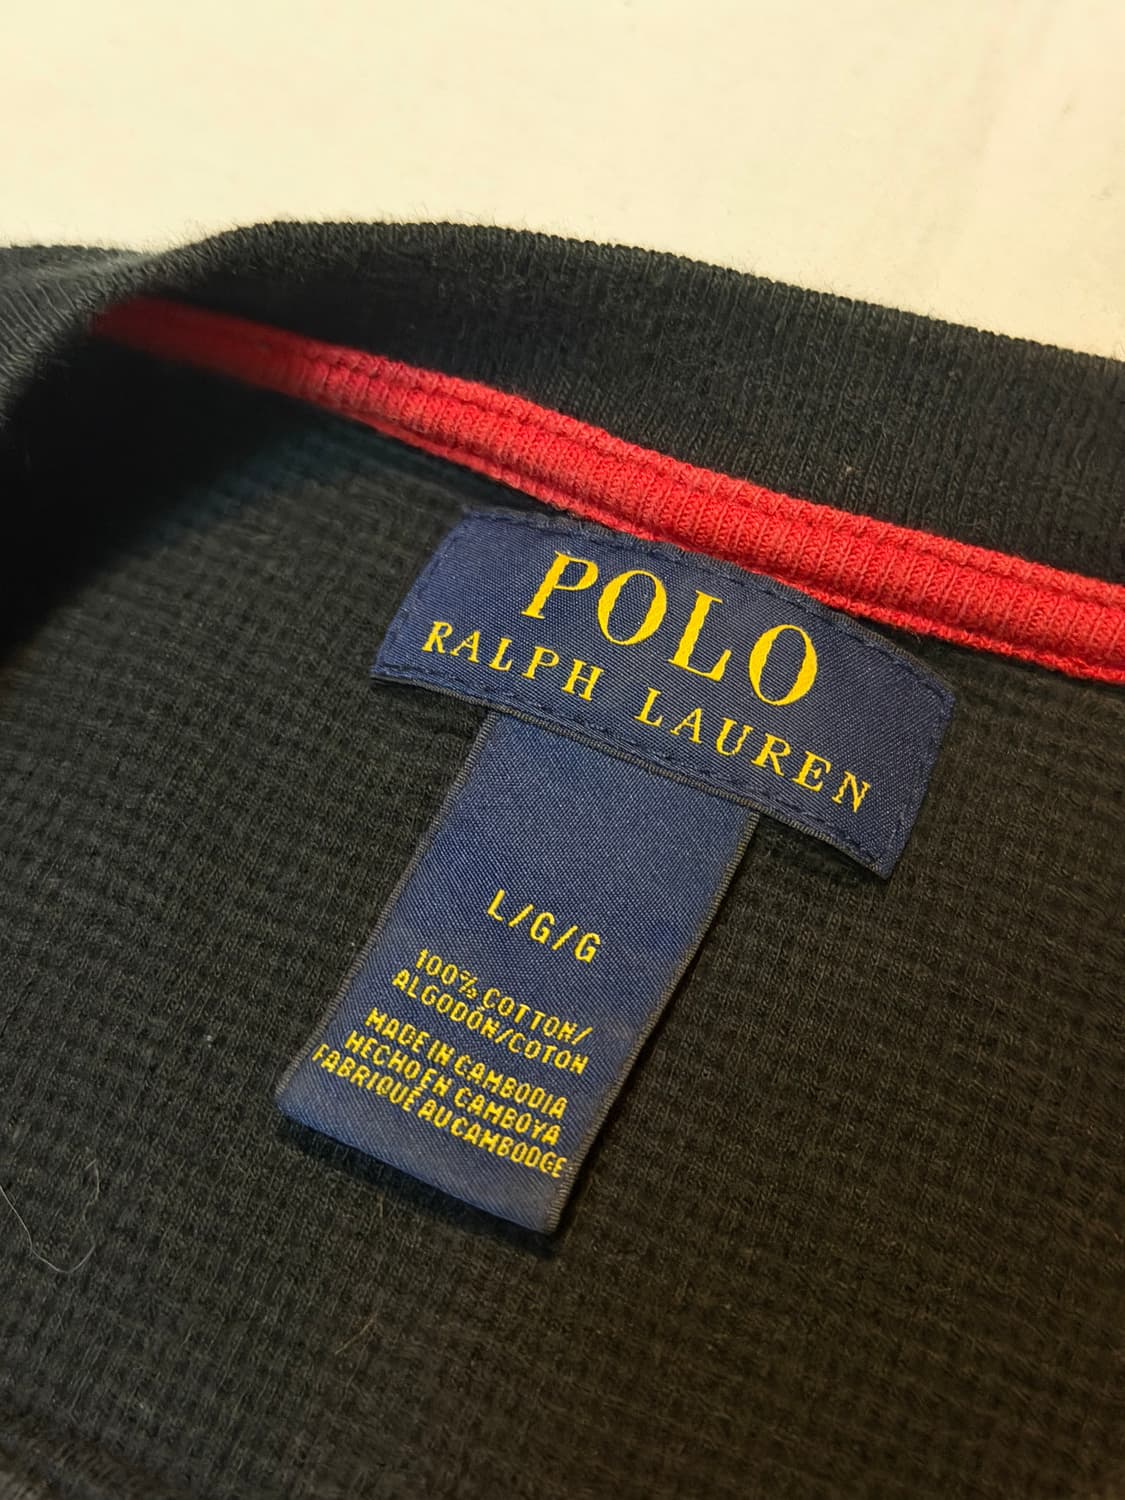 POLO
RALPH LAUREN
L/G/G
100% COTTON/
ALGODÓN/COTON
MADE IN CAMBODIA
HECHO EN CAMBOYA
FABRIQUÉ AU CAMBODGE